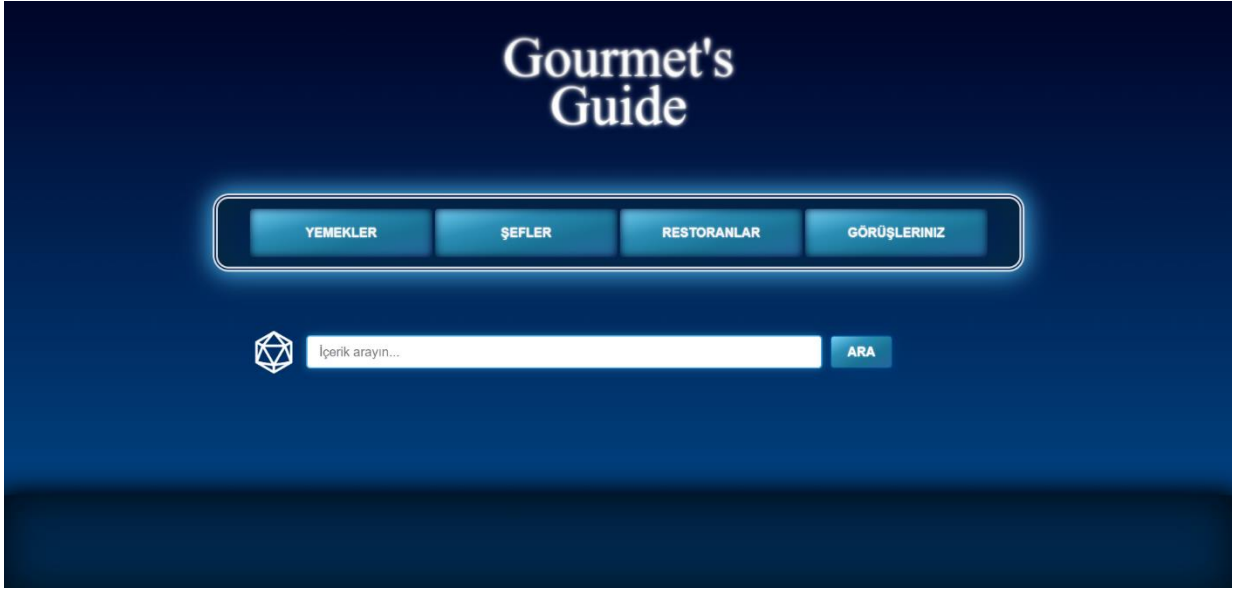 Gourmet's
Guide
YEMEKLER ŞEFLER RESTORANLAR GÖRÜŞLERINIZ
İçerik arayın... ARA